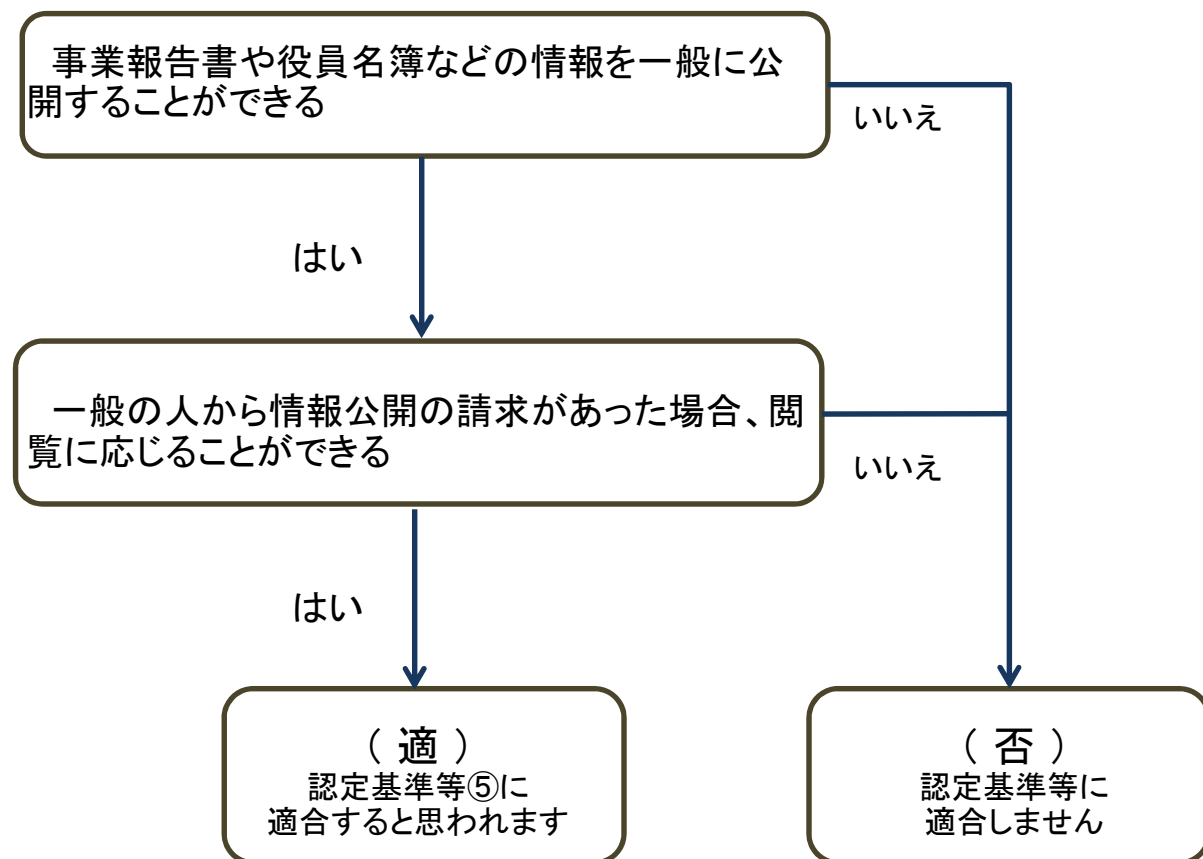 事業報告書や役員名簿などの情報を一般に公
開することができる
いいえ
はい
一般の人から情報公開の請求があった場合、閲
覧に応じることができる
いいえ
はい
（ 適 ）
認定基準等⑤に
適合すると思われます
（ 否 ）
認定基準等に
適合しません